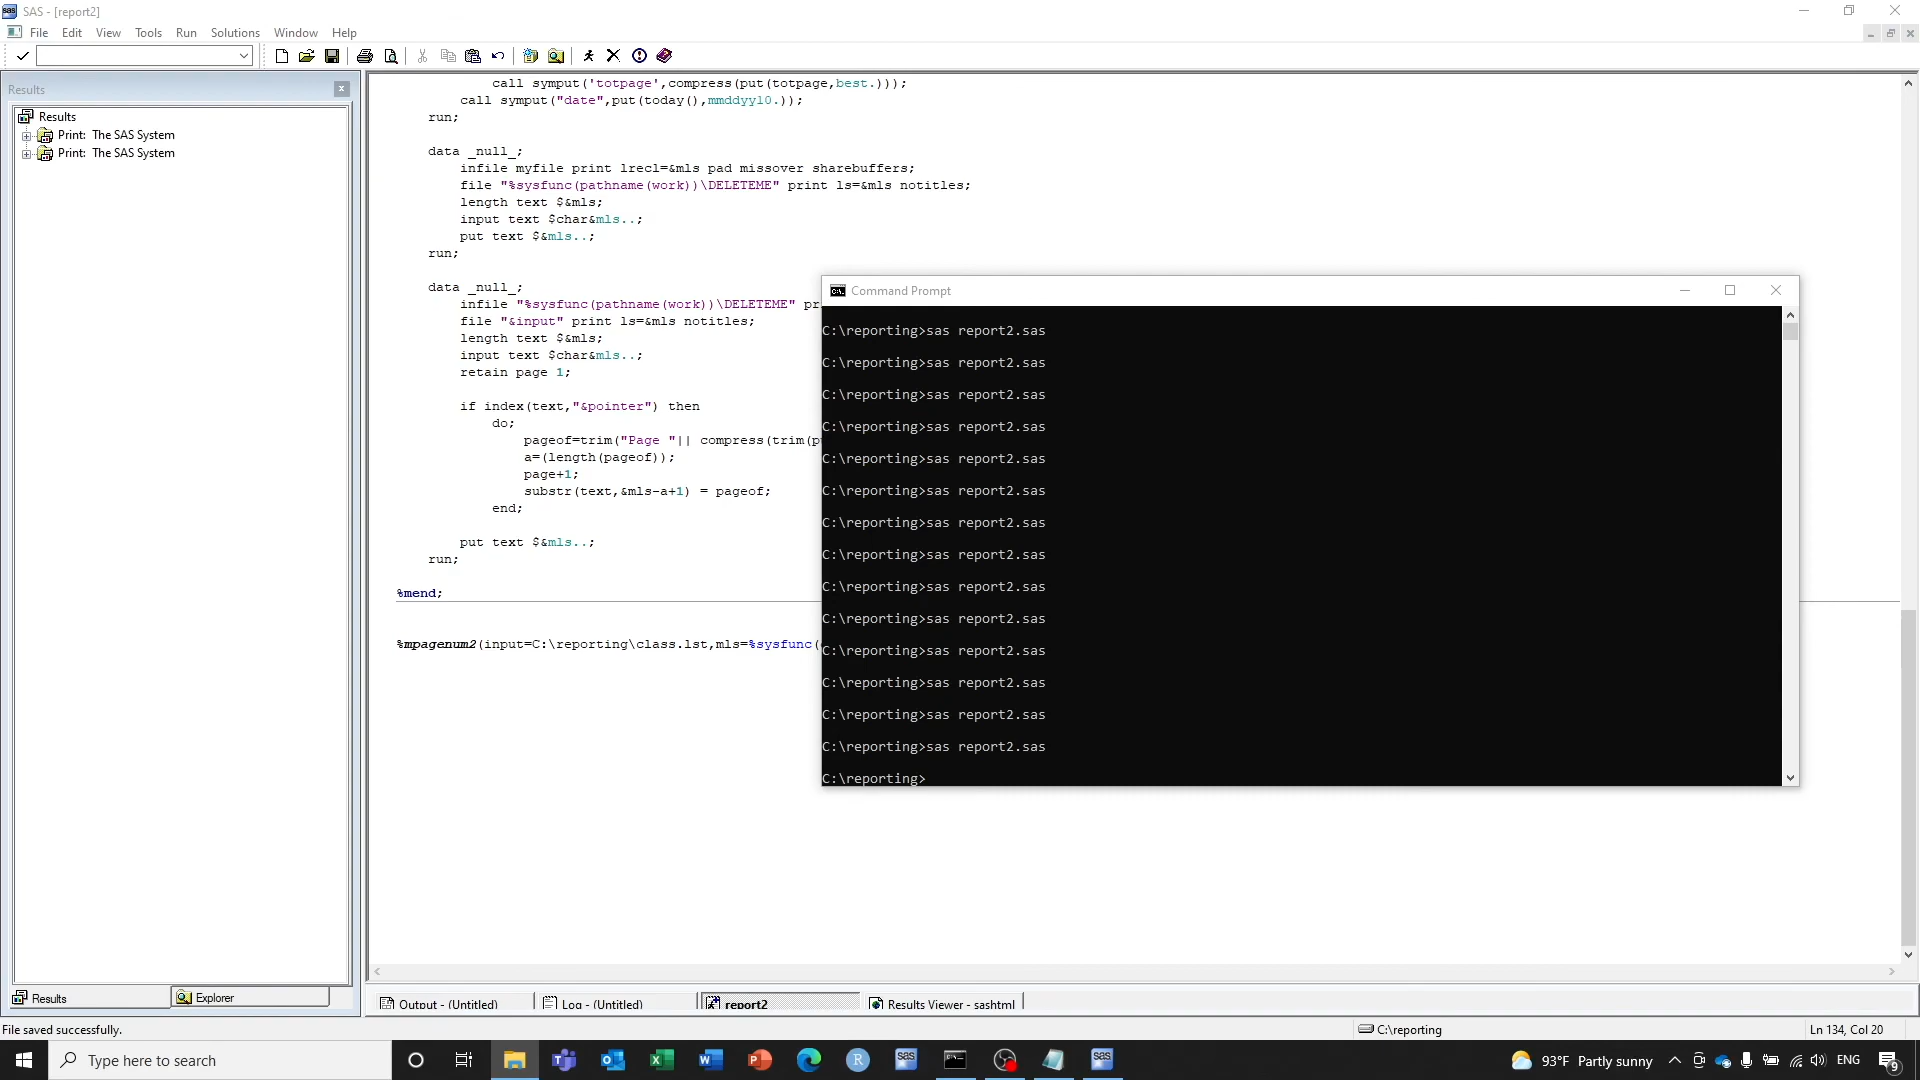 SAS - [report2]
File Edit View Tools Run Solutions Window Help
Results
Results
Print: The SAS System
Print: The SAS System
call symput('totpage',compress(put(totpage,best.)));
call symput("date",put(today(),mmddyy10.));
run;
data _null_;
infile myfile print lrecl=&mls pad missover sharebuffers;
file "%sysfunc(pathname(work))\DELETEME" print ls=&mls notitles;
length text $&mls;
input text $char&mls..;
put text $&mls..;
run;
data _null_;
infile "%sysfunc(pathname(work))\DELETEME" pr
file "&input" print ls=&mls notitles;
length text $&mls;
input text $char&mls..;
retain page 1;
if index(text,"&pointer") then
do;
pageof=trim("Page "|| compress(trim(p
a=(length(pageof));
page+1;
substr(text,&mls-a+1) = pageof;
end;
put text $&mls..;
run;
%mend;
%mpagenum2(input=C:\reporting\class.lst,mls=%sysfunc(
Command Prompt
C:\reporting>sas report2.sas
C:\reporting>sas report2.sas
C:\reporting>sas report2.sas
C:\reporting>sas report2.sas
C:\reporting>sas report2.sas
C:\reporting>sas report2.sas
C:\reporting>sas report2.sas
C:\reporting>sas report2.sas
C:\reporting>sas report2.sas
C:\reporting>sas report2.sas
C:\reporting>sas report2.sas
C:\reporting>sas report2.sas
C:\reporting>sas report2.sas
C:\reporting>sas report2.sas
C:\reporting>
Results Explorer
Output - (Untitled) Log - (Untitled) report2 Results Viewer - sashtml
File saved successfully. C:\reporting Ln 134, Col 20
Type here to search 93°F Partly sunny ENG 9